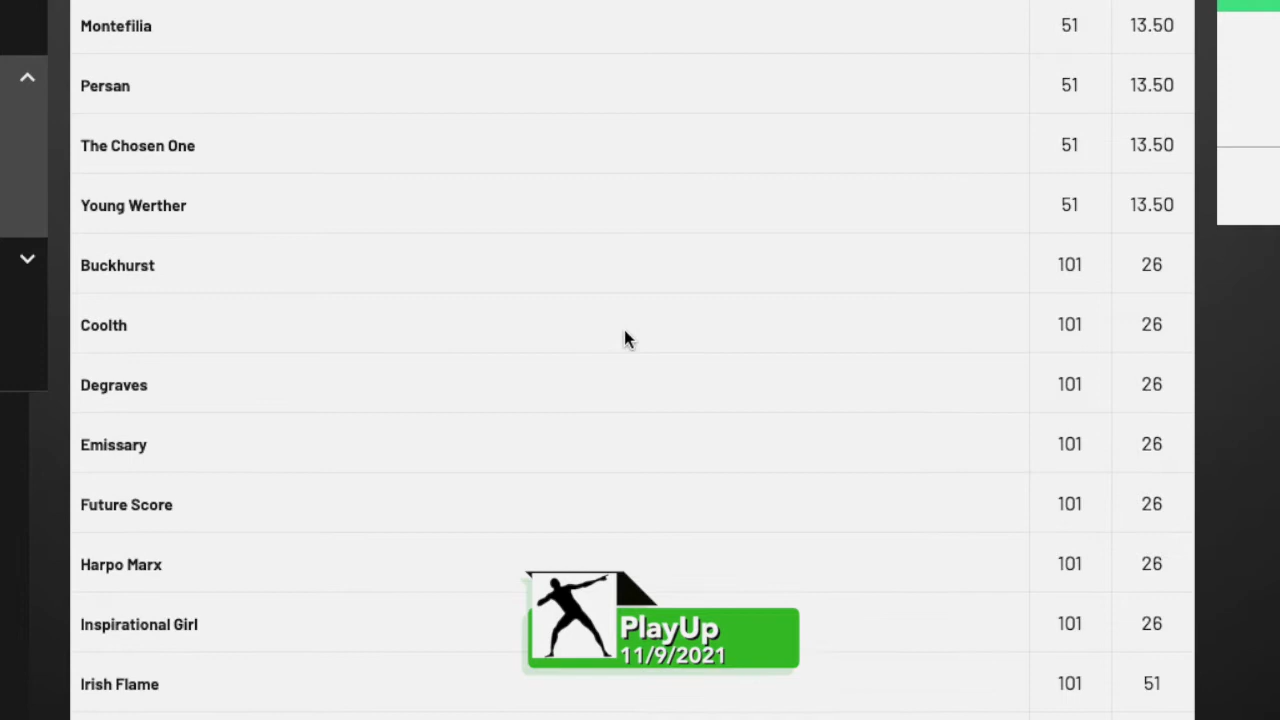 Montefilia 51 13.50
Persan 51 13.50
The Chosen One 51 13.50
Young Werther 51 13.50
Buckhurst 101 26
Coolth 101 26
Degraves 101 26
Emissary 101 26
Future Score 101 26
Harpo Marx 101 26
Inspirational Girl 101 26
Irish Flame 101 51
PlayUp
11/9/2021